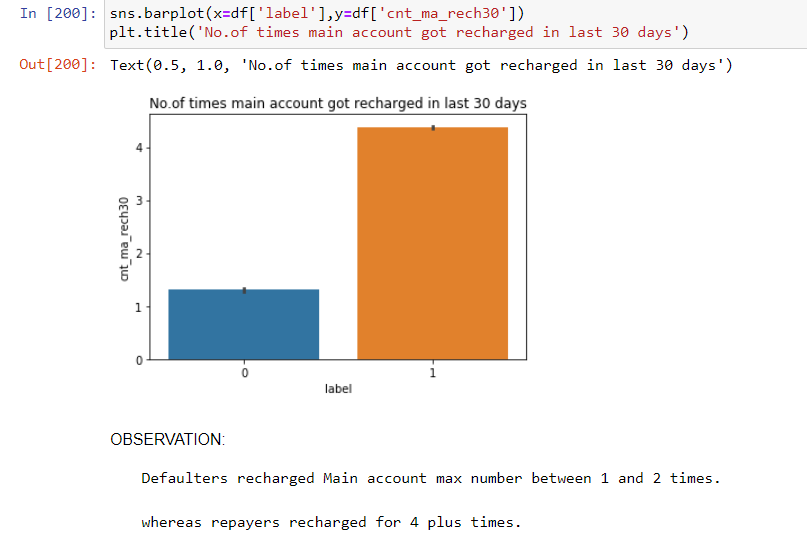 In [200]: sns.barplot(x=df['label'],y=df['cnt_ma_rech30'])
plt.title('No.of times main account got recharged in last 30 days')
Out[200]: Text(0.5, 1.0, 'No.of times main account got recharged in last 30 days')
No.of times main account got recharged in last 30 days
4
3
2
1
0
cnt_ma_rech30
0 1
label
OBSERVATION:
Defaulters recharged Main account max number between 1 and 2 times.
whereas repayers recharged for 4 plus times.